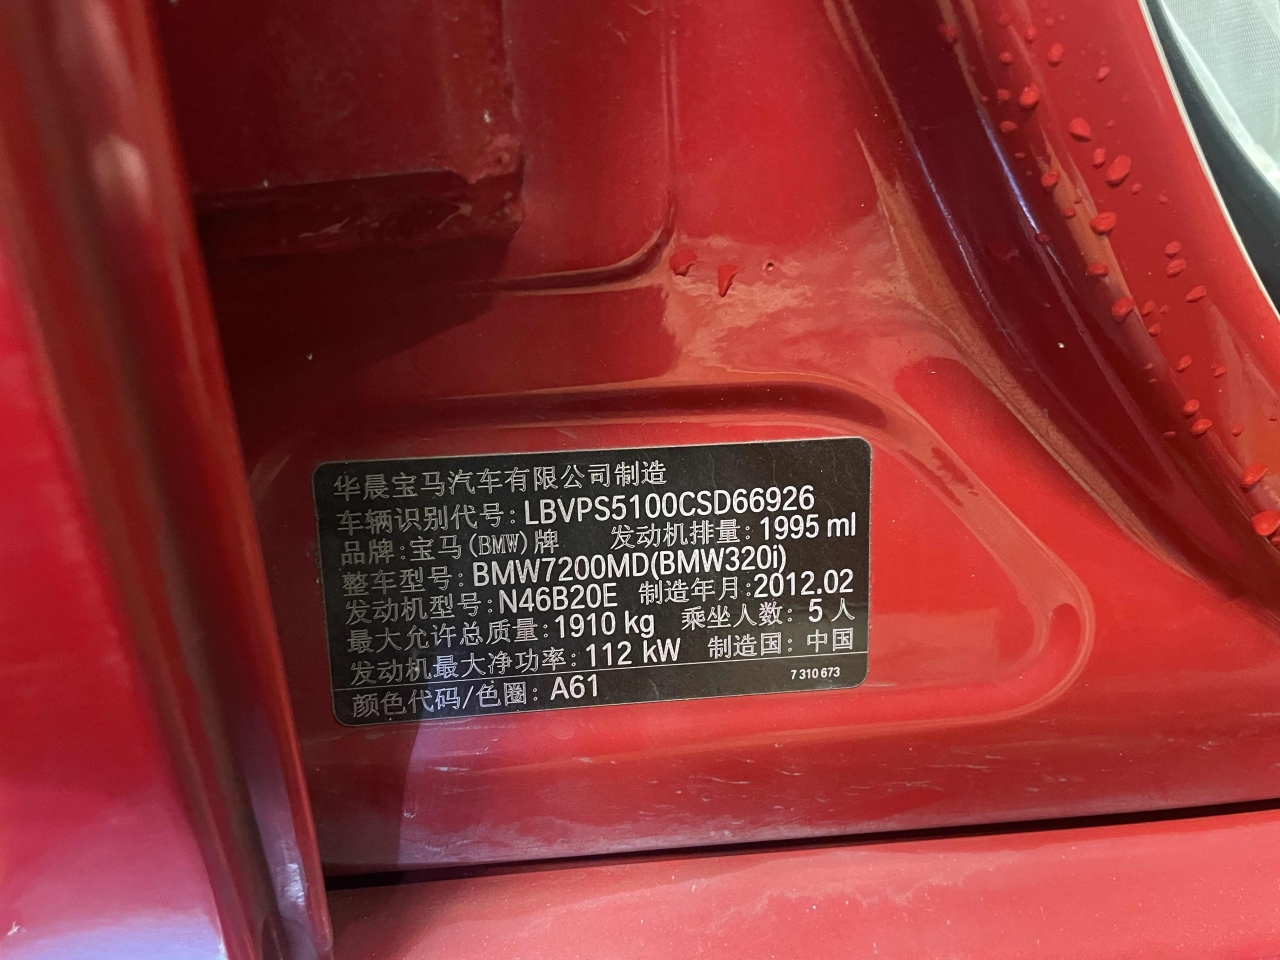 华晨宝马汽车有限公司制造
车辆识别代号: LBVPS5100CSD66926
品牌: 宝马(BMW)牌 发动机排量: 1995 ml
整车型号: BMW7200MD(BMW320i)
发动机型号: N46B20E 制造年月: 2012.02
最大允许总质量: 1910 kg 乘坐人数: 5 人
发动机最大净功率: 112 kW 制造国: 中国
颜色代码/色圈: A61 7 310 673